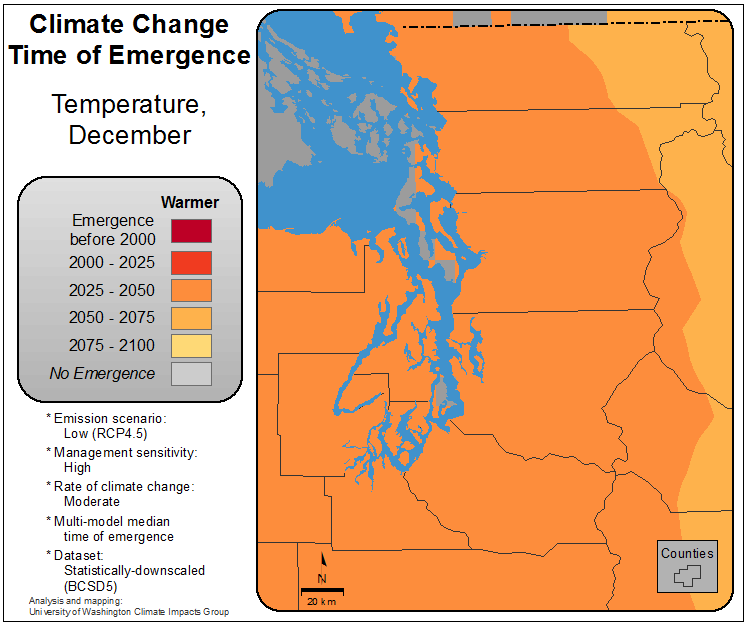 Climate Change
Time of Emergence
Temperature,
December
Warmer
Emergence
before 2000
2000 - 2025
2025 - 2050
2050 - 2075
2075 - 2100
No Emergence
* Emission scenario:
Low (RCP4.5)
* Management sensitivity:
High
* Rate of climate change:
Moderate
* Multi-model median
time of emergence
* Dataset:
Statistically-downscaled
(BCSD5)
Analysis and mapping:
University of Washington Climate Impacts Group
N
20 km
Counties